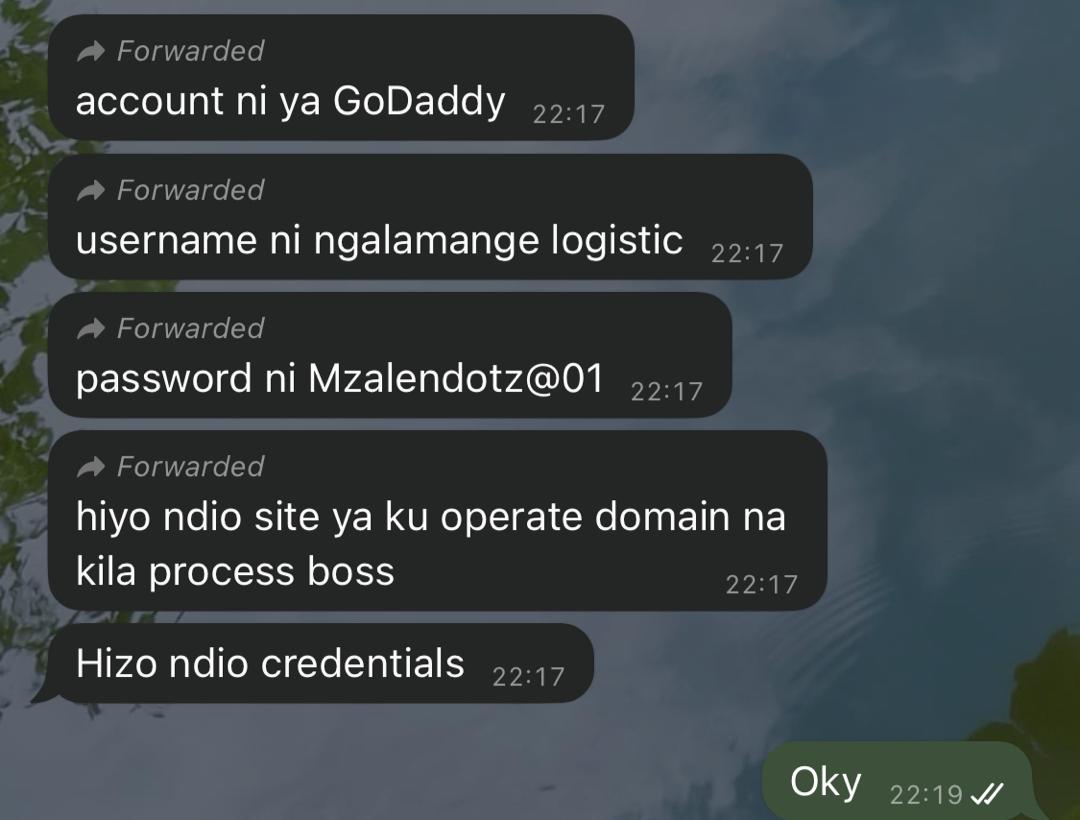 Forwarded
account ni ya GoDaddy 22:17
Forwarded
username ni ngalamange logistic 22:17
Forwarded
password ni Mzalendotz@01 22:17
Forwarded
hiyo ndio site ya ku operate domain na
kila process boss 22:17
Hizo ndio credentials 22:17
Oky 22:19